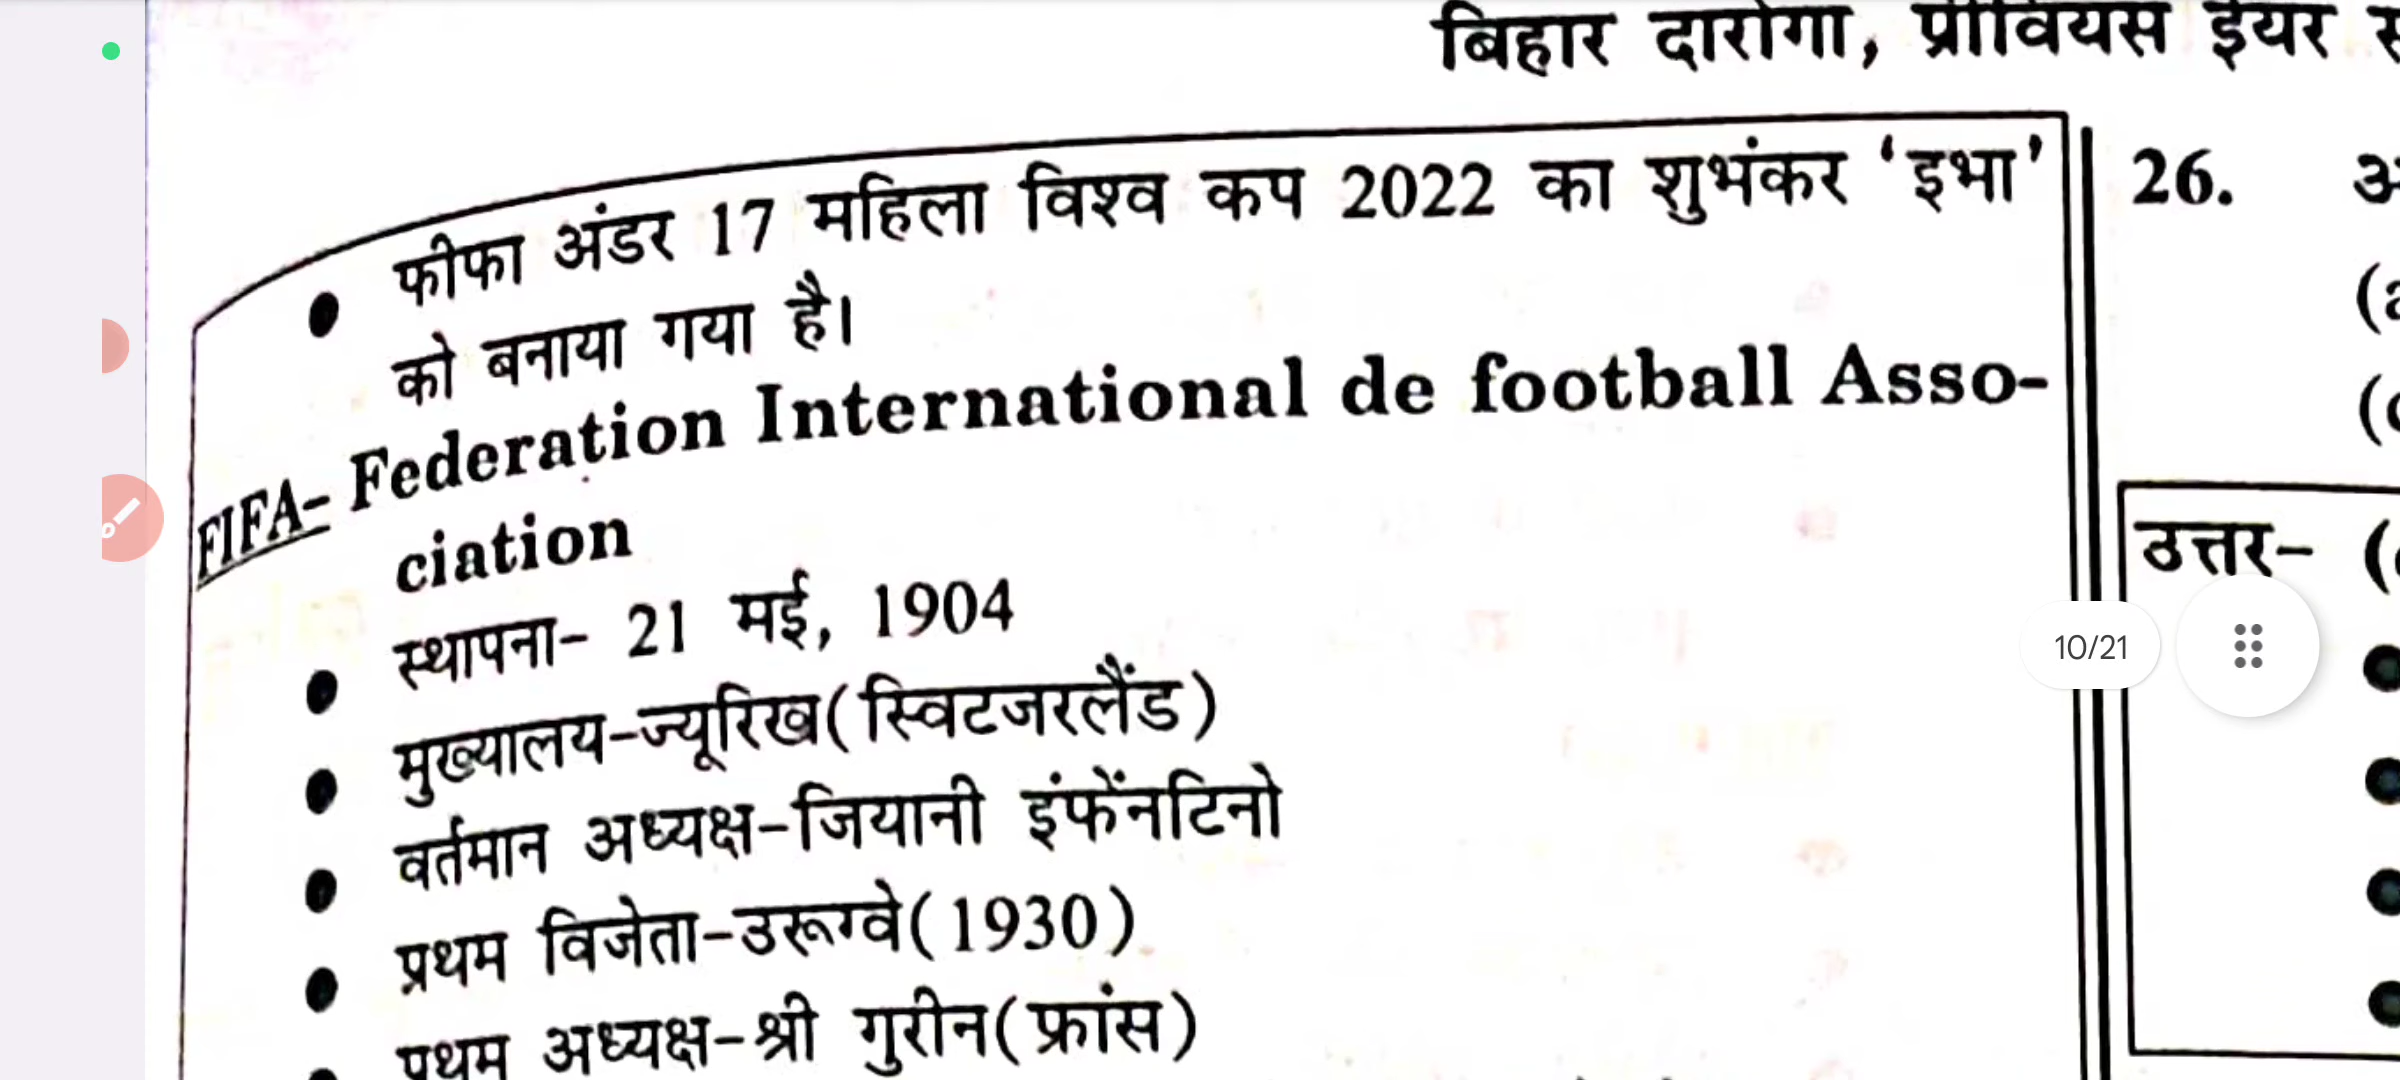 बिहार दारोगा, प्रीवियस ईयर
फीफा अंडर 17 महिला विश्व कप 2022 का शुभंकर ‘इभा’
को बनाया गया है।
FIFA- Federation International de football Asso-
ciation
स्थापना- 21 मई, 1904
मुख्यालय-ज्यूरिख(स्विटजरलैंड)
वर्तमान अध्यक्ष-जियानी इंफेंनटिनो
प्रथम विजेता-उरूग्वे(1930)
प्रथम अध्यक्ष-श्री गुरीन(फ्रांस)
26.
उत्तर-
10/21